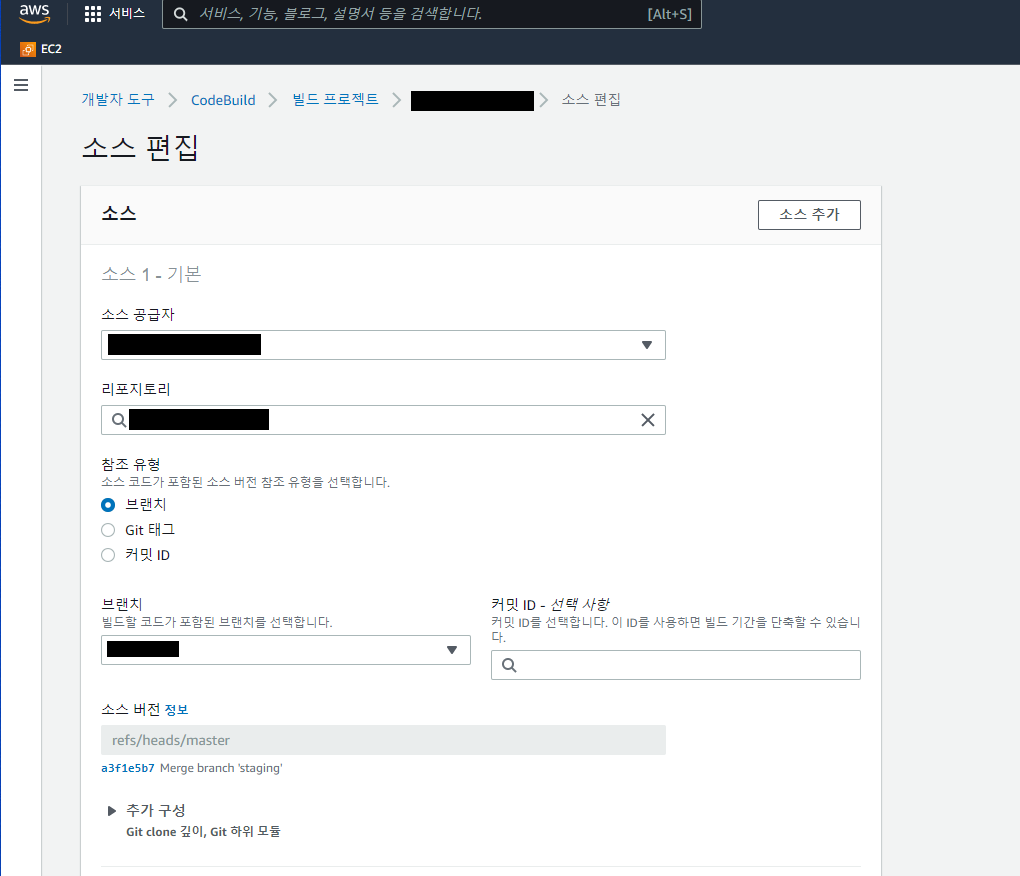 aws
서비스
서비스, 기능, 블로그, 설명서 등을 검색합니다.
[Alt+S]
EC2
개발자 도구
CodeBuild
빌드 프로젝트
소스 편집
소스 편집
소스
소스 추가
소스 1 - 기본
소스 공급자
리포지토리
참조 유형
소스 코드가 포함된 소스 버전 참조 유형을 선택합니다.
브랜치
Git 태그
커밋 ID
브랜치
빌드할 코드가 포함된 브랜치를 선택합니다.
커밋 ID - 선택 사항
커밋 ID를 선택합니다. 이 ID를 사용하면 빌드 기간을 단축할 수 있습니
다.
소스 버전 정보
refs/heads/master
a3f1e5b7 Merge branch 'staging'
추가 구성
Git clone 깊이, Git 하위 모듈